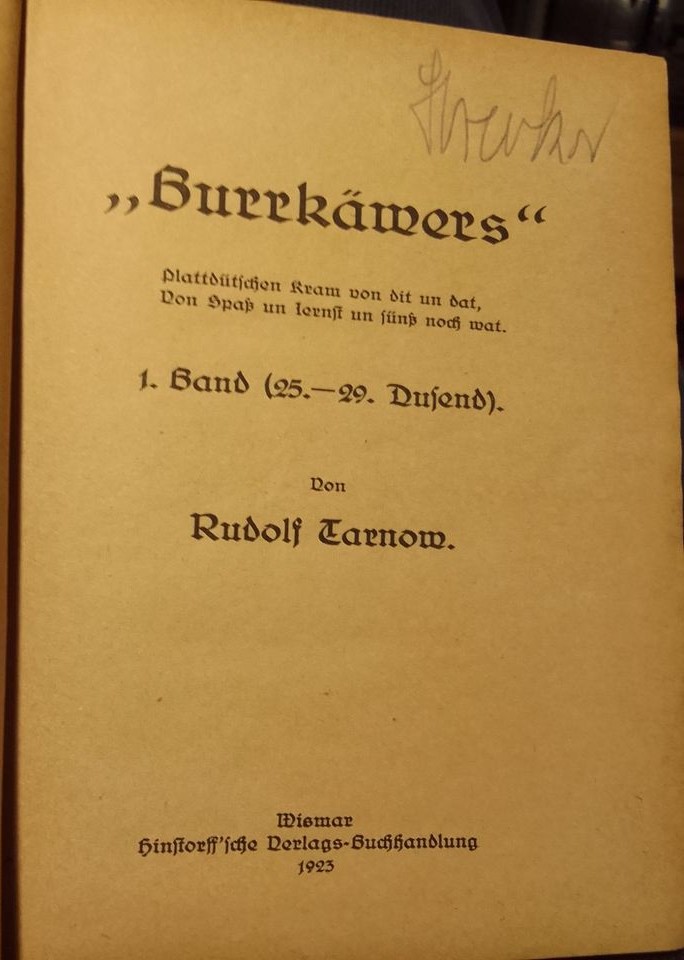 „Burrkäwers“
Plattdütschen Kram von dit un dat,
Von Spaß un Iernst un sünß noch wat.
1. Band (25.—29. Dusend).
Von
Rudolf Tarnow.
Wismar
Hinstorff'sche Verlags-Buchhandlung
1923